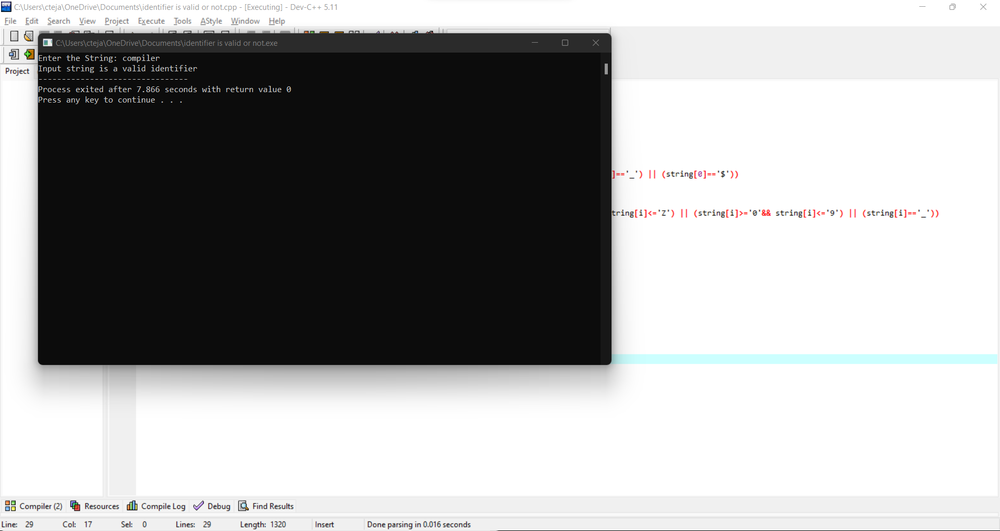 C:\Users\cteja\OneDrive\Documents\identifier is valid or not.cpp - [Executing] - Dev-C++ 5.11
File Edit Search View Project Execute Tools AStyle Window Help
C:\Users\cteja\OneDrive\Documents\identifier is valid or not.exe
Enter the String: compiler
Input string is a valid identifier
--------------------------------
Process exited after 7.866 seconds with return value 0
Press any key to continue . . .
Project
]=='_') || (string[0]=='$'))
tring[i]<='Z') || (string[i]>='0'&& string[i]<='9') || (string[i]=='_'))
Compiler (2) Resources Compile Log Debug Find Results
Line: 29 Col: 17 Sel: 0 Lines: 29 Length: 1320 Insert Done parsing in 0.016 seconds